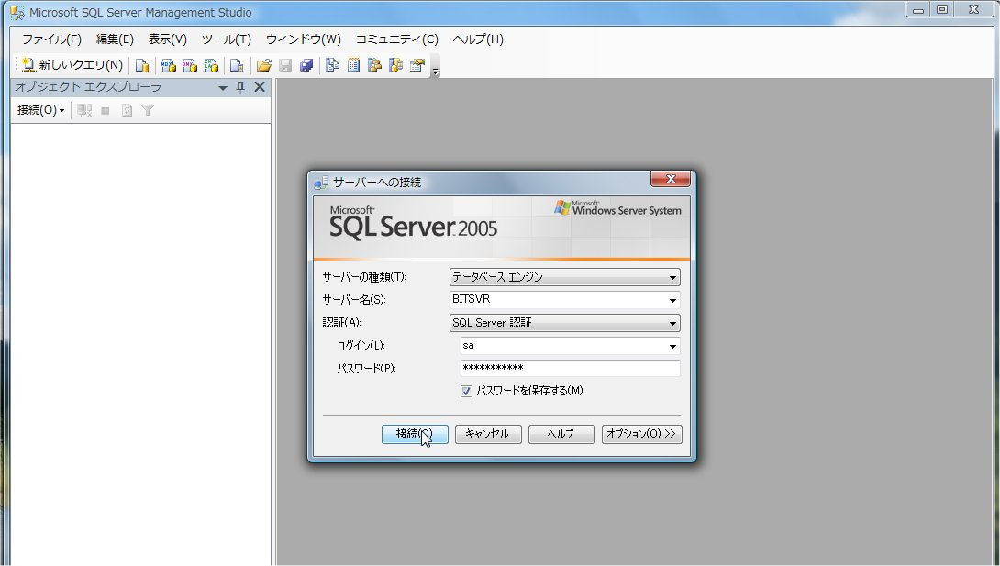 Microsoft SQL Server Management Studio
ファイル(F) 編集(E) 表示(V) ツール(T) ウィンドウ(W) コミュニティ(C) ヘルプ(H)
新しいクエリ(N)
オブジェクト エクスプローラ
接続(O)
サーバーへの接続
Microsoft
SQL Server 2005
Microsoft
Windows Server System
サーバーの種類(T): データベース エンジン
サーバー名(S): BITSVR
認証(A): SQL Server 認証
ログイン(L): sa
パスワード(P): ***********
パスワードを保存する(M)
接続(C) キャンセル ヘルプ オプション(O) >>